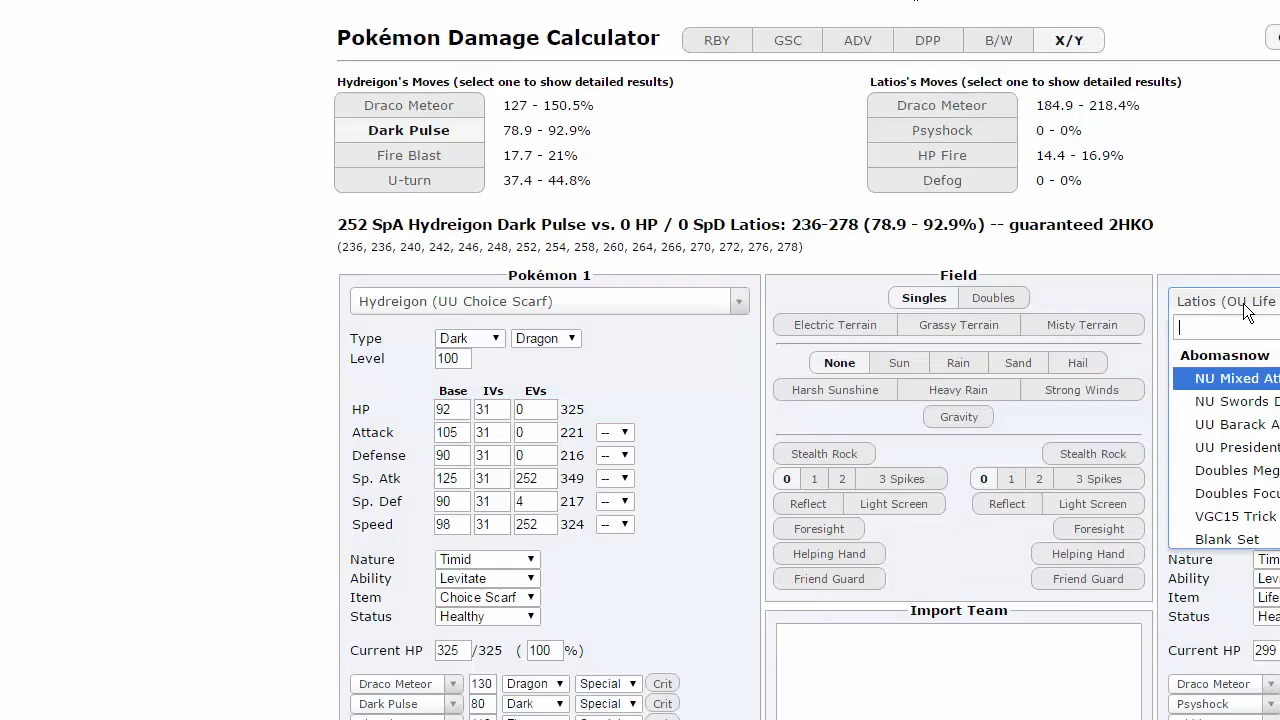 Pokémon Damage Calculator
RBY GSC ADV DPP B/W X/Y
Hydreigon's Moves (select one to show detailed results)
Draco Meteor 127 - 150.5%
Dark Pulse 78.9 - 92.9%
Fire Blast 17.7 - 21%
U-turn 37.4 - 44.8%
Latios's Moves (select one to show detailed results)
Draco Meteor 184.9 - 218.4%
Psyshock 0 - 0%
HP Fire 14.4 - 16.9%
Defog 0 - 0%
252 SpA Hydreigon Dark Pulse vs. 0 HP / 0 SpD Latios: 236-278 (78.9 - 92.9%) -- guaranteed 2HKO
(236, 236, 240, 242, 246, 248, 252, 254, 258, 260, 264, 266, 270, 272, 276, 278)
Pokémon 1
Hydreigon (UU Choice Scarf)
Type Dark Dragon
Level 100
Base IVs EVs
HP 92 31 0 325
Attack 105 31 0 221 --
Defense 90 31 0 216 --
Sp. Atk 125 31 252 349 --
Sp. Def 90 31 4 217 --
Speed 98 31 252 324 --
Nature Timid
Ability Levitate
Item Choice Scarf
Status Healthy
Current HP 325 /325 ( 100 %)
Draco Meteor 130 Dragon Special Crit
Dark Pulse 80 Dark Special Crit
Field
Singles Doubles
Electric Terrain Grassy Terrain Misty Terrain
None Sun Rain Sand Hail
Harsh Sunshine Heavy Rain Strong Winds
Gravity
Stealth Rock Stealth Rock
0 1 2 3 Spikes 0 1 2 3 Spikes
Reflect Light Screen Reflect Light Screen
Foresight Foresight
Helping Hand Helping Hand
Friend Guard Friend Guard
Import Team
Latios (OU Life
Abomasnow
NU Mixed Att
NU Swords D
UU Barack A
UU President
Doubles Meg
Doubles Focu
VGC15 Trick
Blank Set
Nature Tim
Ability Lev
Item Life
Status Hea
Current HP 299
Draco Meteor
Psyshock